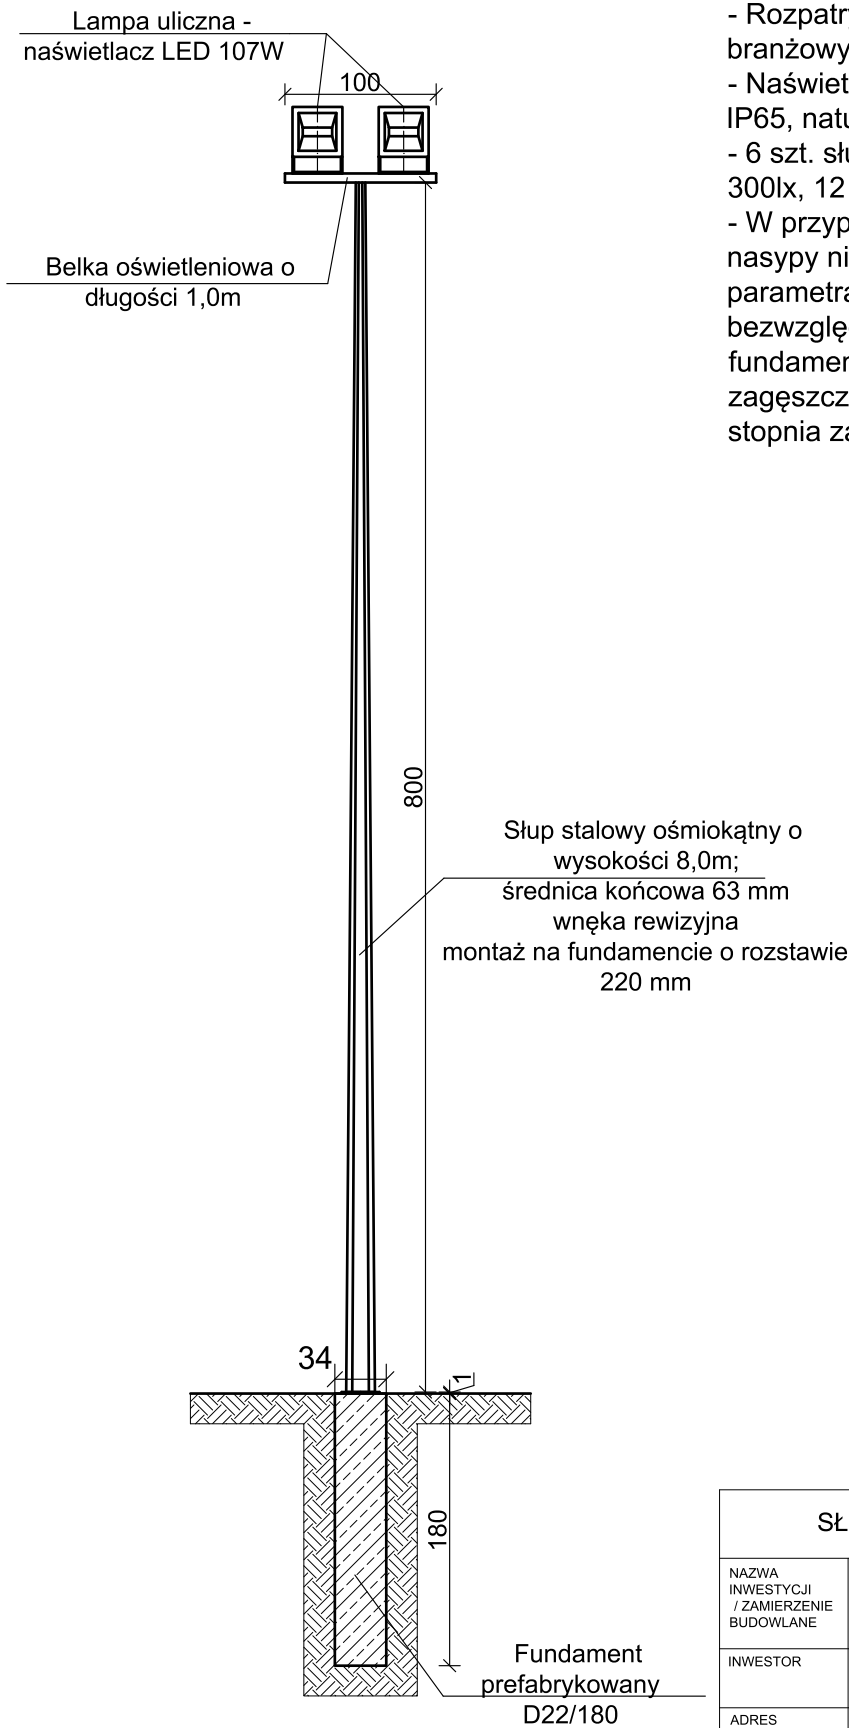 Lampa uliczna -
naświetlacz LED 107W
100
Belka oświetleniowa o
długości 1,0m
800
Słup stalowy ośmiokątny o
wysokości 8,0m;
średnica końcowa 63 mm
wnęka rewizyjna
montaż na fundamencie o rozstawie
220 mm
34
1
180
Fundament
prefabrykowany
D22/180
- Rozpatry
branżowy
- Naświet
IP65, natu
- 6 szt. słu
300lx, 12
- W przyp
nasypy ni
parametra
bezwzglę
fundamen
zagęszcz
stopnia za
SŁ
NAZWA
INWESTYCJI
/ ZAMIERZENIE
BUDOWLANE
INWESTOR
ADRES